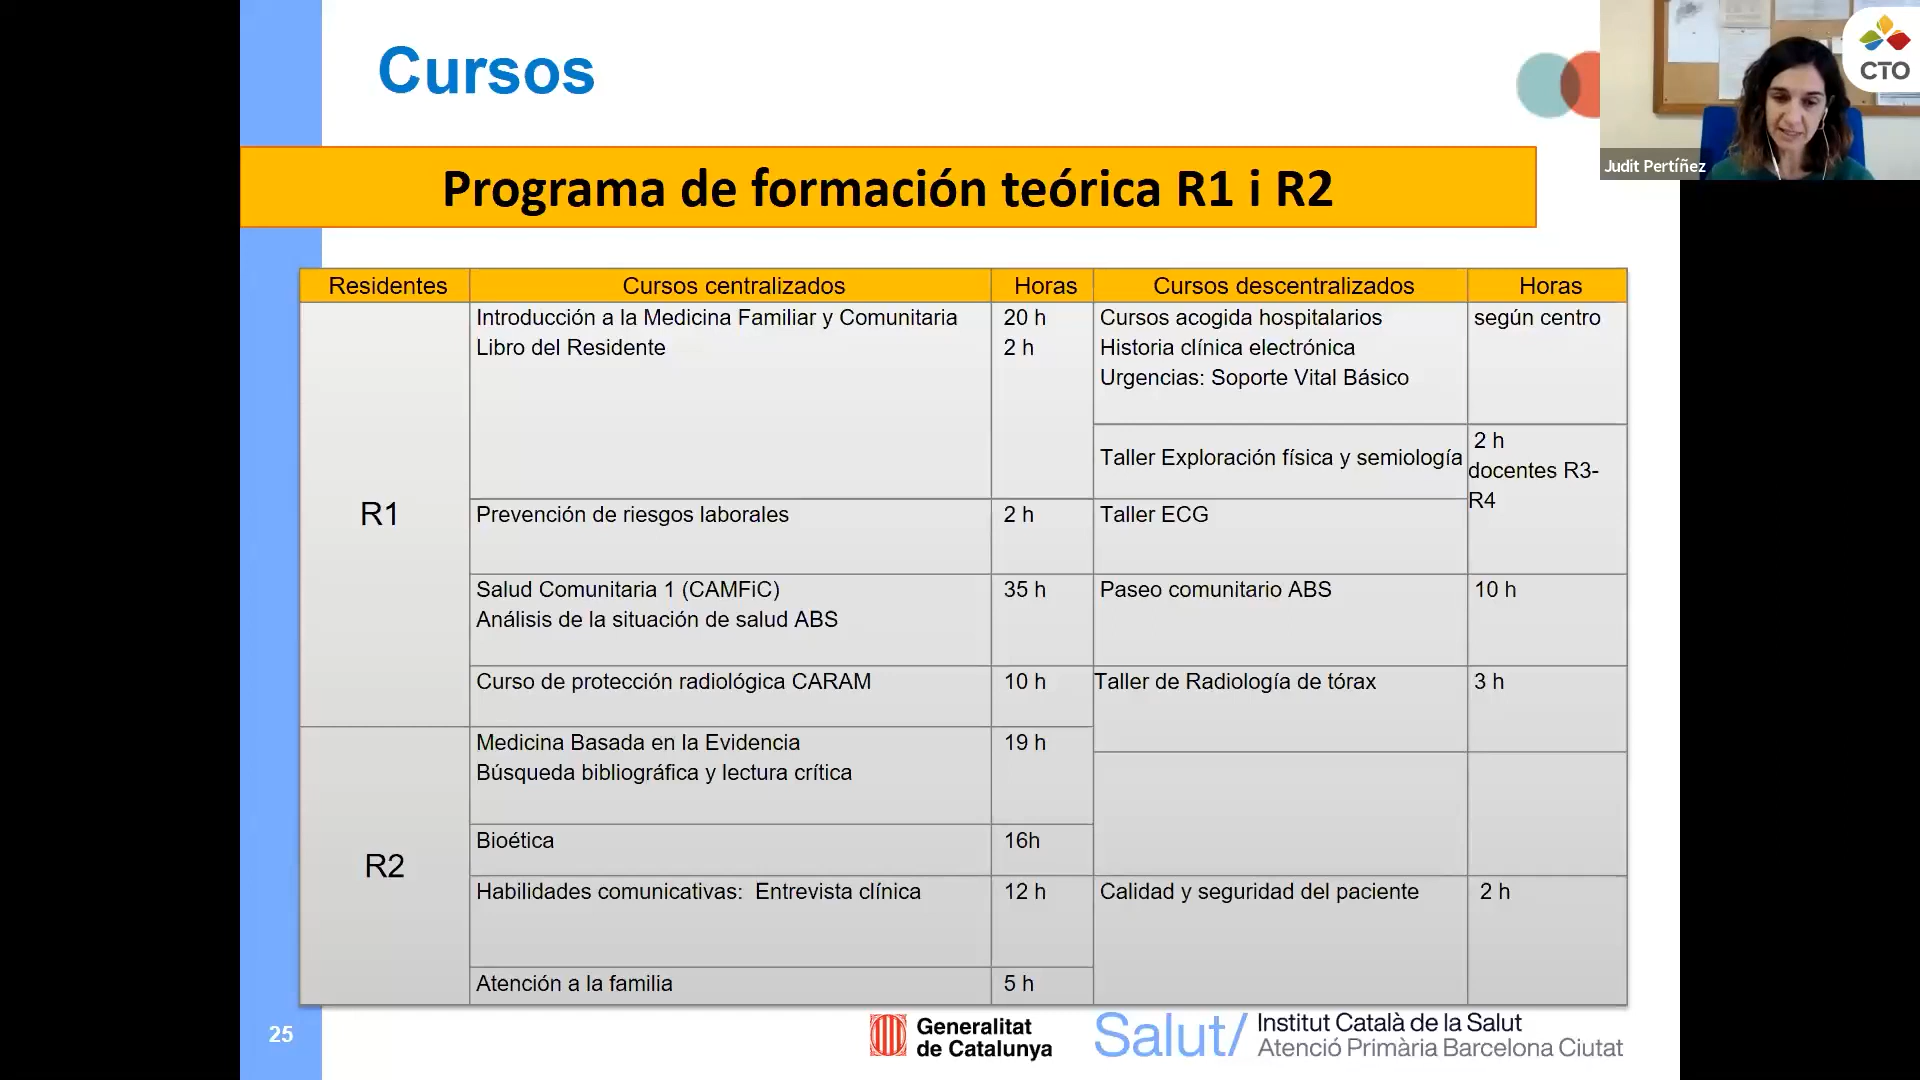 Cursos
CTO
Judit Pertíñez
Programa de formación teórica R1 i R2
Residentes Cursos centralizados Horas Cursos descentralizados Horas
R1
Introducción a la Medicina Familiar y Comunitaria 20 h
Libro del Residente 2 h
Cursos acogida hospitalarios según centro
Historia clínica electrónica
Urgencias: Soporte Vital Básico
Taller Exploración física y semiología
2 h
docentes R3-
R4
Prevención de riesgos laborales 2 h Taller ECG
Salud Comunitaria 1 (CAMFiC) 35 h Paseo comunitario ABS 10 h
Análisis de la situación de salud ABS
Curso de protección radiológica CARAM 10 h Taller de Radiología de tórax 3 h
R2
Medicina Basada en la Evidencia 19 h
Búsqueda bibliográfica y lectura crítica
Bioética 16h
Habilidades comunicativas: Entrevista clínica 12 h Calidad y seguridad del paciente 2 h
Atención a la familia 5 h
25
Generalitat
de Catalunya
Salut/
Institut Català de la Salut
Atenció Primària Barcelona Ciutat